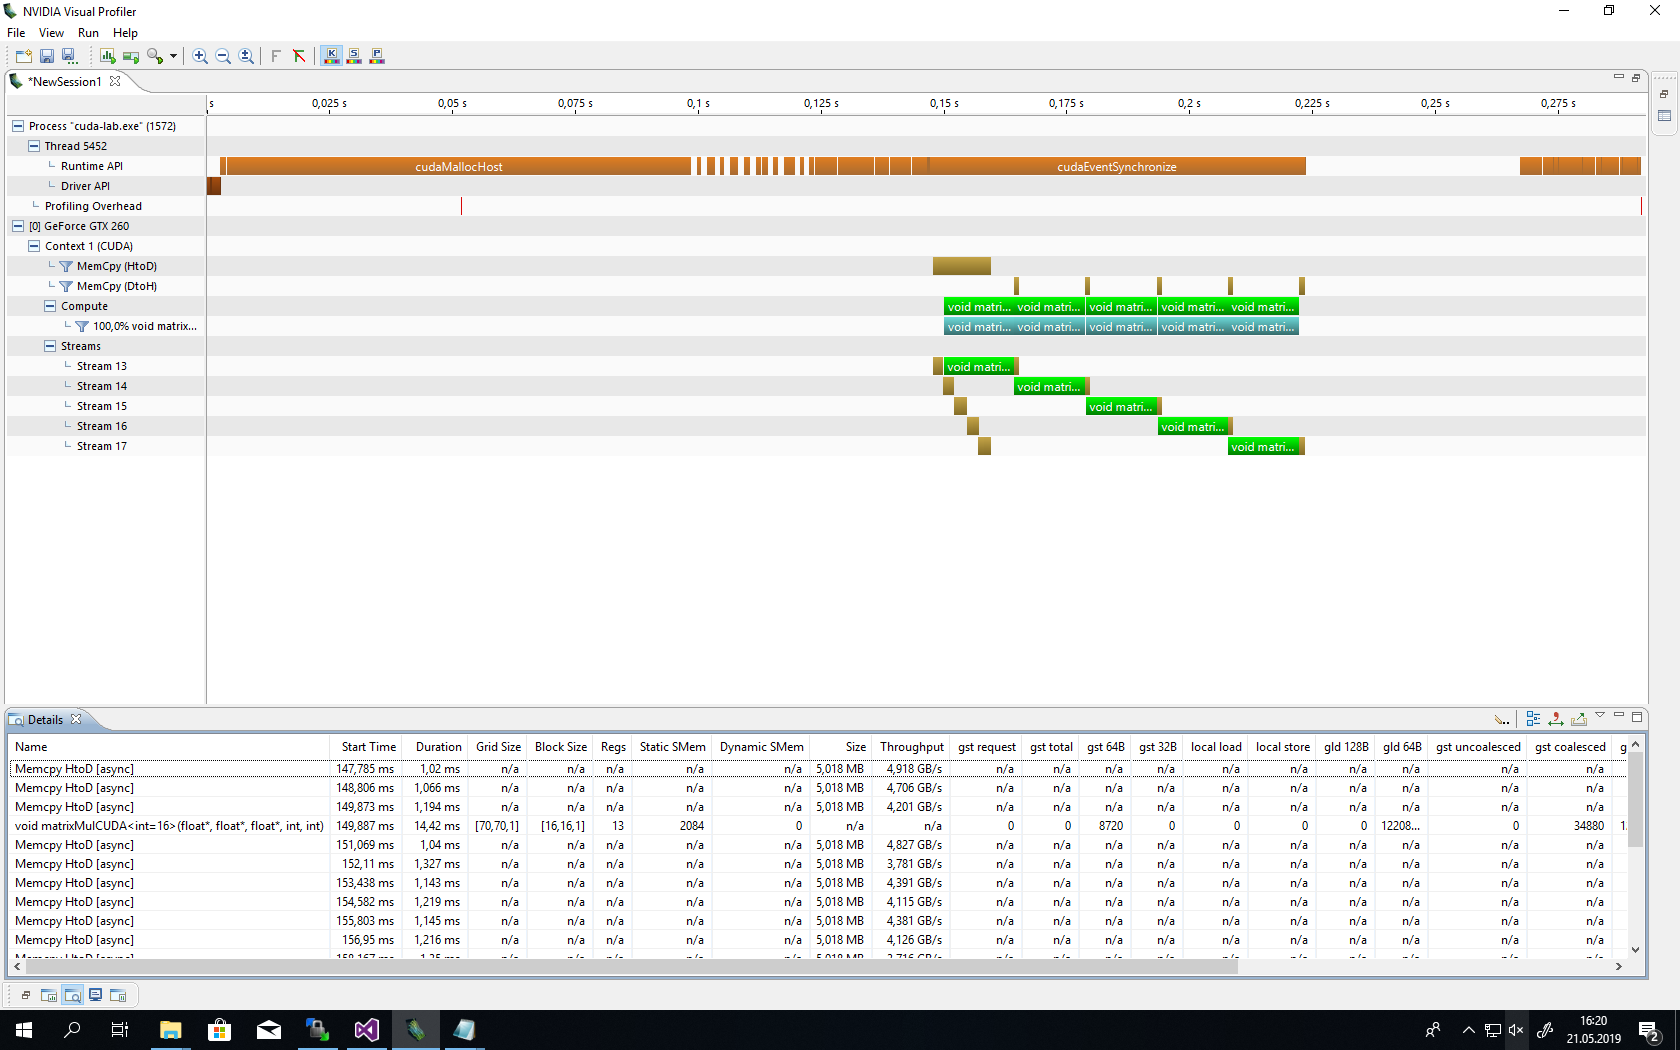 NVIDIA Visual Profiler
File View Run Help
K S P
*NewSession1
s 0,025 s 0,05 s 0,075 s 0,1 s 0,125 s 0,15 s 0,175 s 0,2 s 0,225 s 0,25 s 0,275 s
Process "cuda-lab.exe" (1572)
Thread 5452
Runtime API cudaMallocHost cudaEventSynchronize
Driver API
Profiling Overhead
[0] GeForce GTX 260
Context 1 (CUDA)
MemCpy (HtoD)
MemCpy (DtoH)
Compute void matri... void matri... void matri... void matri... void matri...
100,0% void matrix... void matri... void matri... void matri... void matri... void matri...
Streams
Stream 13 void matri...
Stream 14 void matri...
Stream 15 void matri...
Stream 16 void matri...
Stream 17 void matri...
Details
Name Start Time Duration Grid Size Block Size Regs Static SMem Dynamic SMem Size Throughput gst request gst total gst 64B gst 32B local load local store gld 128B gld 64B gst uncoalesced gst coalesced g
Memcpy HtoD [async] 147,785 ms 1,02 ms n/a n/a n/a n/a n/a 5,018 MB 4,918 GB/s n/a n/a n/a n/a n/a n/a n/a n/a n/a n/a
Memcpy HtoD [async] 148,806 ms 1,066 ms n/a n/a n/a n/a n/a 5,018 MB 4,706 GB/s n/a n/a n/a n/a n/a n/a n/a n/a n/a n/a
Memcpy HtoD [async] 149,873 ms 1,194 ms n/a n/a n/a n/a n/a 5,018 MB 4,201 GB/s n/a n/a n/a n/a n/a n/a n/a n/a n/a n/a
void matrixMulCUDA<int=16>(float*, float*, float*, int, int) 149,887 ms 14,42 ms [70,70,1] [16,16,1] 13 2084 0 n/a n/a 0 0 8720 0 0 0 0 12208... 0 34880 1.
Memcpy HtoD [async] 151,069 ms 1,04 ms n/a n/a n/a n/a n/a 5,018 MB 4,827 GB/s n/a n/a n/a n/a n/a n/a n/a n/a n/a n/a
Memcpy HtoD [async] 152,11 ms 1,327 ms n/a n/a n/a n/a n/a 5,018 MB 3,781 GB/s n/a n/a n/a n/a n/a n/a n/a n/a n/a n/a
Memcpy HtoD [async] 153,438 ms 1,143 ms n/a n/a n/a n/a n/a 5,018 MB 4,391 GB/s n/a n/a n/a n/a n/a n/a n/a n/a n/a n/a
Memcpy HtoD [async] 154,582 ms 1,219 ms n/a n/a n/a n/a n/a 5,018 MB 4,115 GB/s n/a n/a n/a n/a n/a n/a n/a n/a n/a n/a
Memcpy HtoD [async] 155,803 ms 1,145 ms n/a n/a n/a n/a n/a 5,018 MB 4,381 GB/s n/a n/a n/a n/a n/a n/a n/a n/a n/a n/a
Memcpy HtoD [async] 156,95 ms 1,216 ms n/a n/a n/a n/a n/a 5,018 MB 4,126 GB/s n/a n/a n/a n/a n/a n/a n/a n/a n/a n/a
16:20
21.05.2019
2